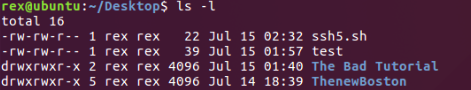 rex@ubuntu:~/Desktop$ ls -l
total 16
-rw-rw-r-- 1 rex rex   22 Jul 15 02:32 ssh5.sh
-rw-rw-r-- 1 rex rex   39 Jul 15 01:57 test
drwxrwxr-x 2 rex rex 4096 Jul 15 01:40 The Bad Tutorial
drwxrwxr-x 5 rex rex 4096 Jul 14 18:39 ThenewBoston